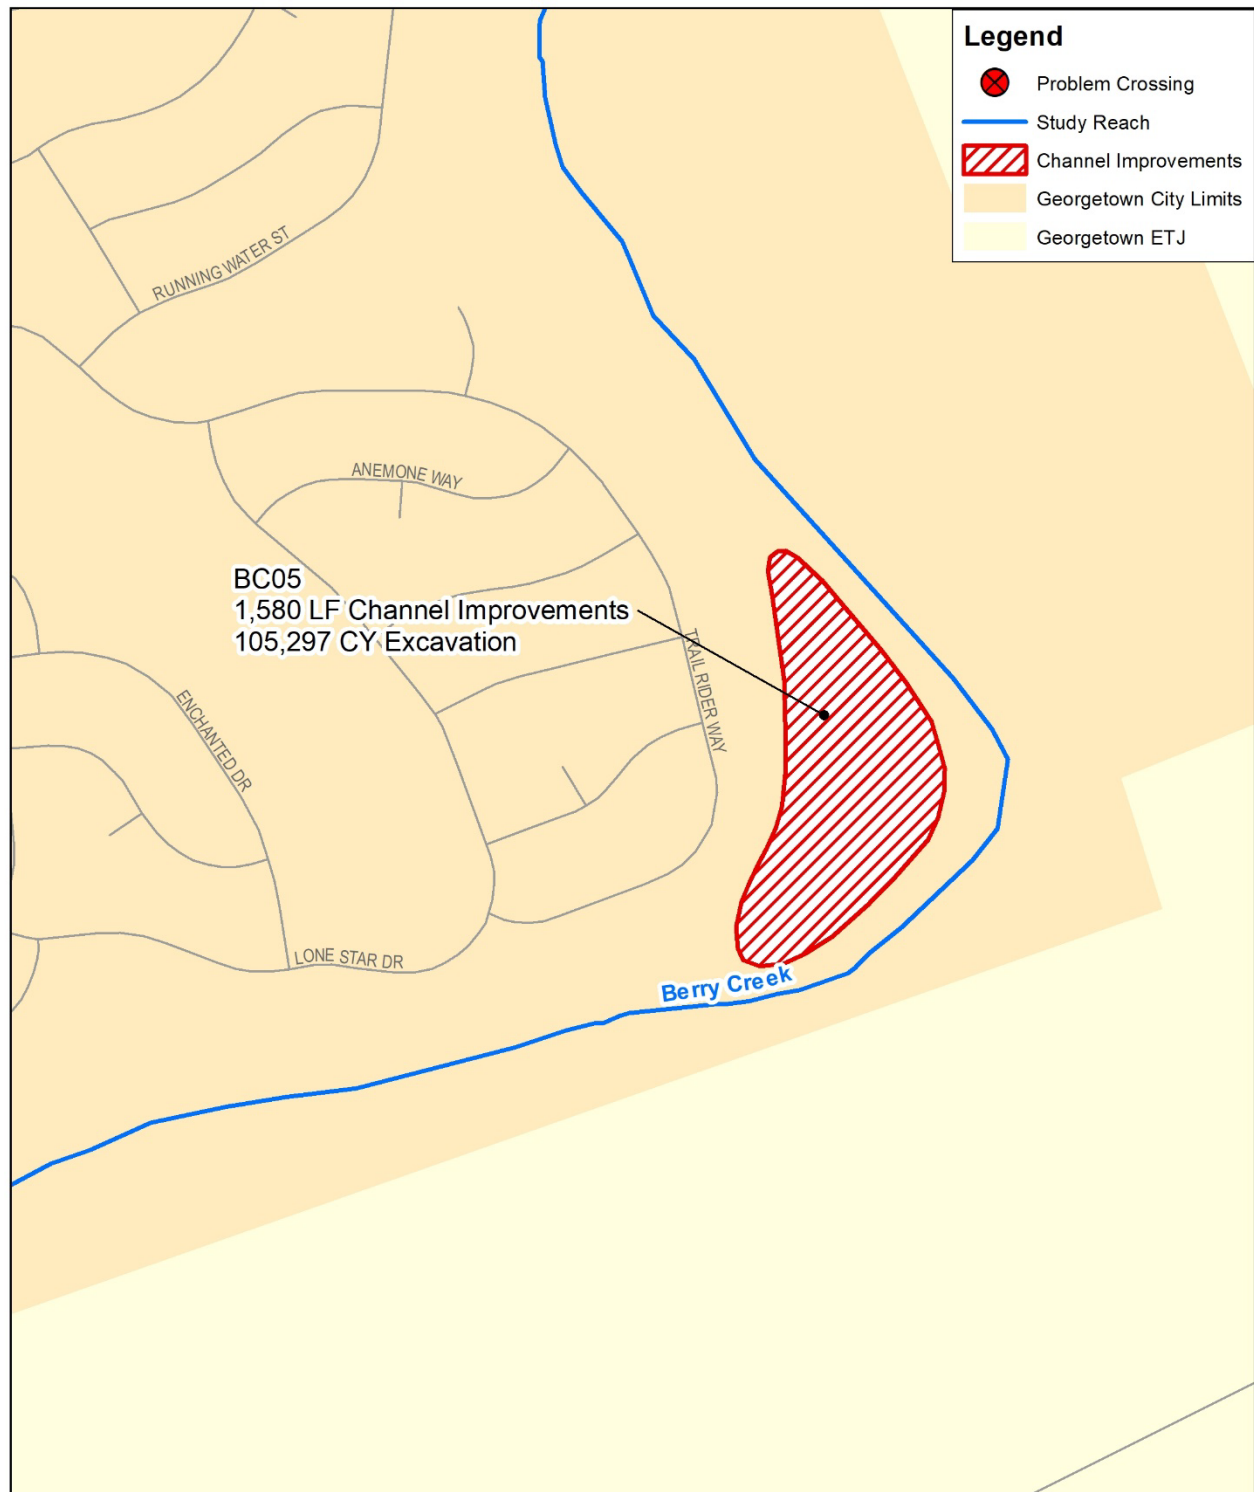 Legend
Problem Crossing
Study Reach
Channel Improvements
Georgetown City Limits
Georgetown ETJ
RUNNING WATER ST
ANEMONE WAY
BC05
1,580 LF Channel Improvements
105,297 CY Excavation
TRAIL RIDER WAY
ENCHANTED DR
LONE STAR DR
Berry Creek